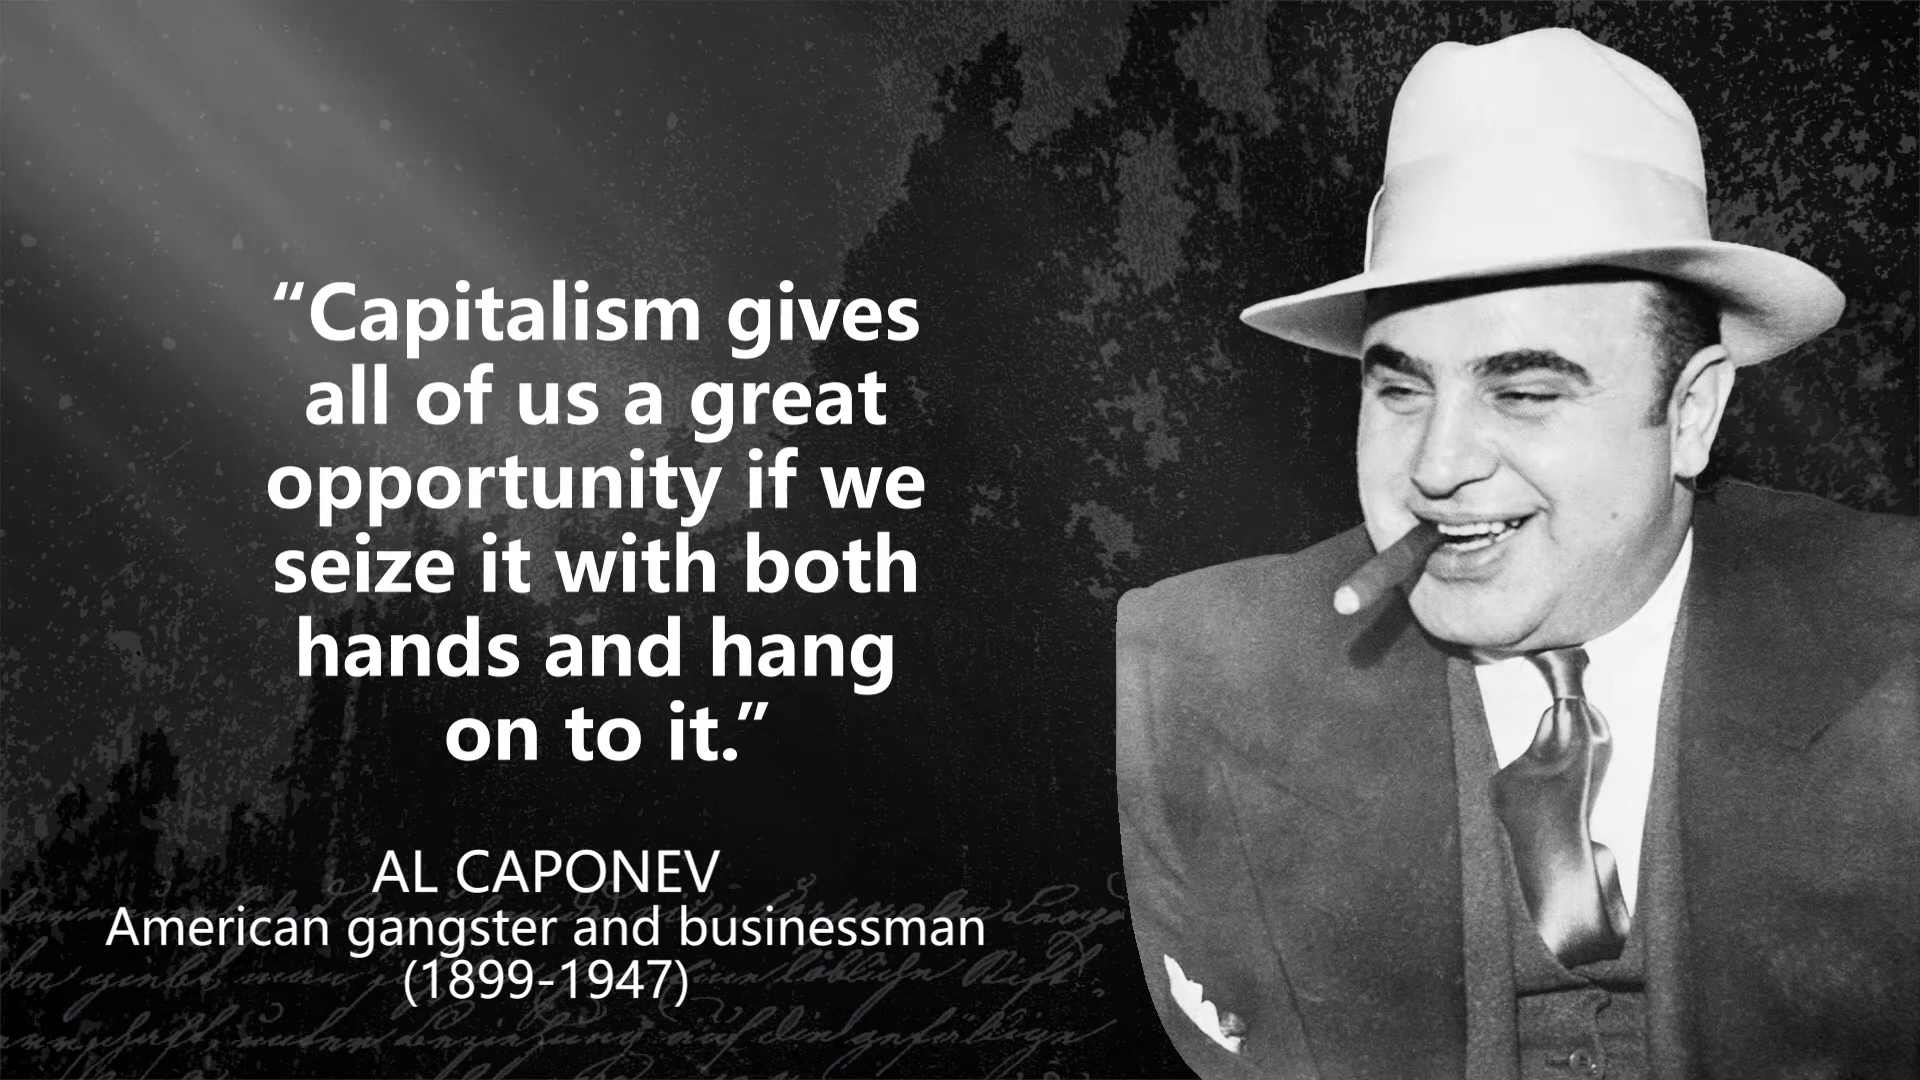 “Capitalism gives
all of us a great
opportunity if we
seize it with both
hands and hang
on to it.”
AL CAPONEV
American gangster and businessman
(1899-1947)